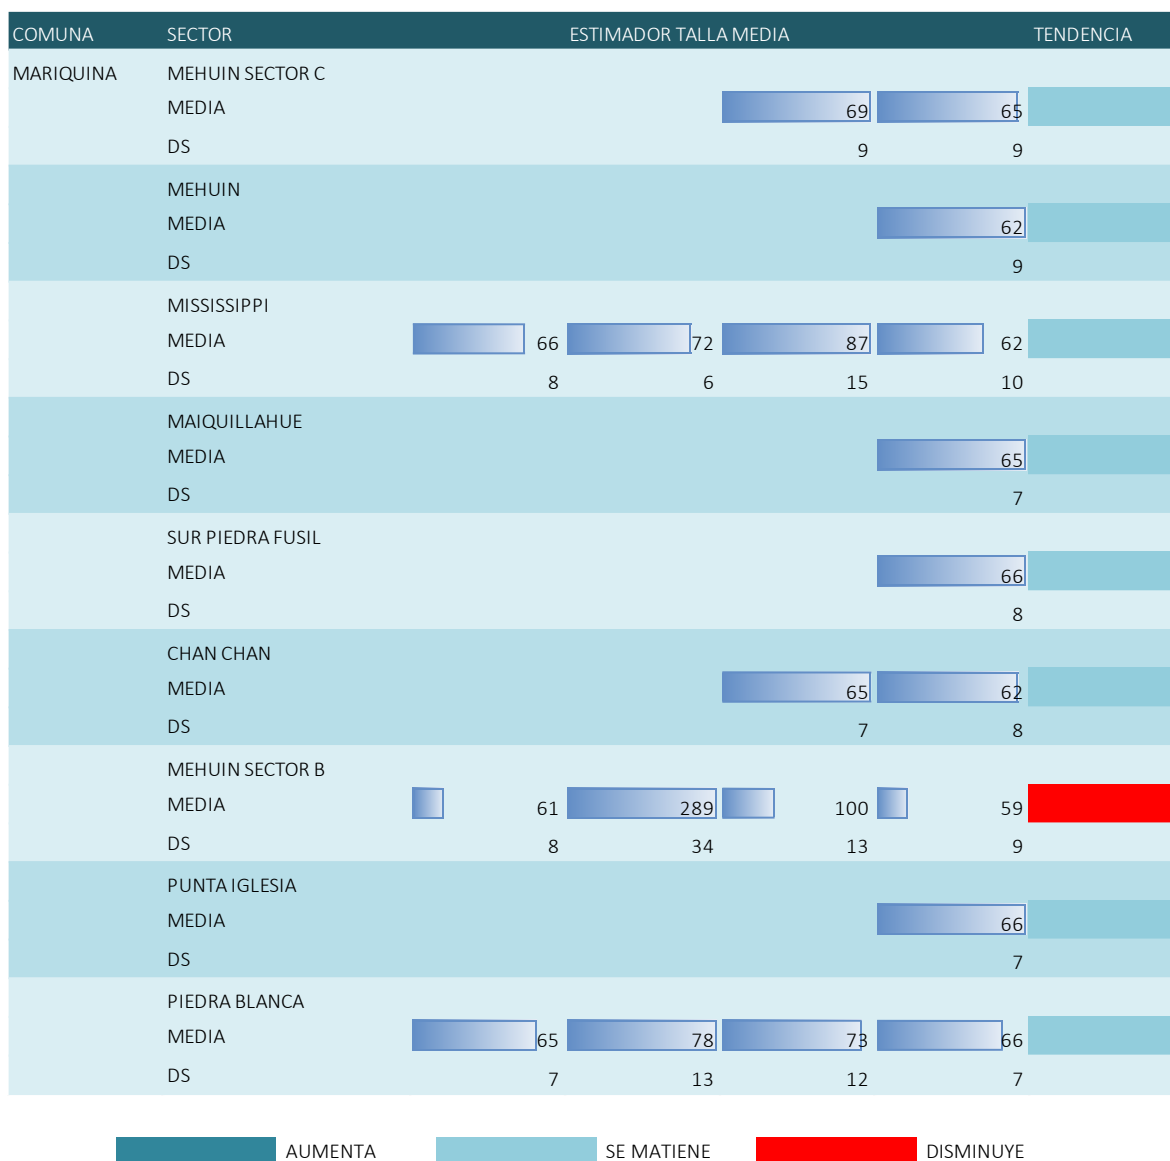 COMUNA SECTOR ESTIMADOR TALLA MEDIA TENDENCIA
MARIQUINA MEHUIN SECTOR C
MEDIA 69 65
DS 9 9
MEHUIN
MEDIA 62
DS 9
MISSISSIPPI
MEDIA 66 72 87 62
DS 8 6 15 10
MAIQUILLAHUE
MEDIA 65
DS 7
SUR PIEDRA FUSIL
MEDIA 66
DS 8
CHAN CHAN
MEDIA 65 62
DS 7 8
MEHUIN SECTOR B
MEDIA 61 289 100 59
DS 8 34 13 9
PUNTA IGLESIA
MEDIA 66
DS 7
PIEDRA BLANCA
MEDIA 65 78 73 66
DS 7 13 12 7
AUMENTA SE MATIENE DISMINUYE